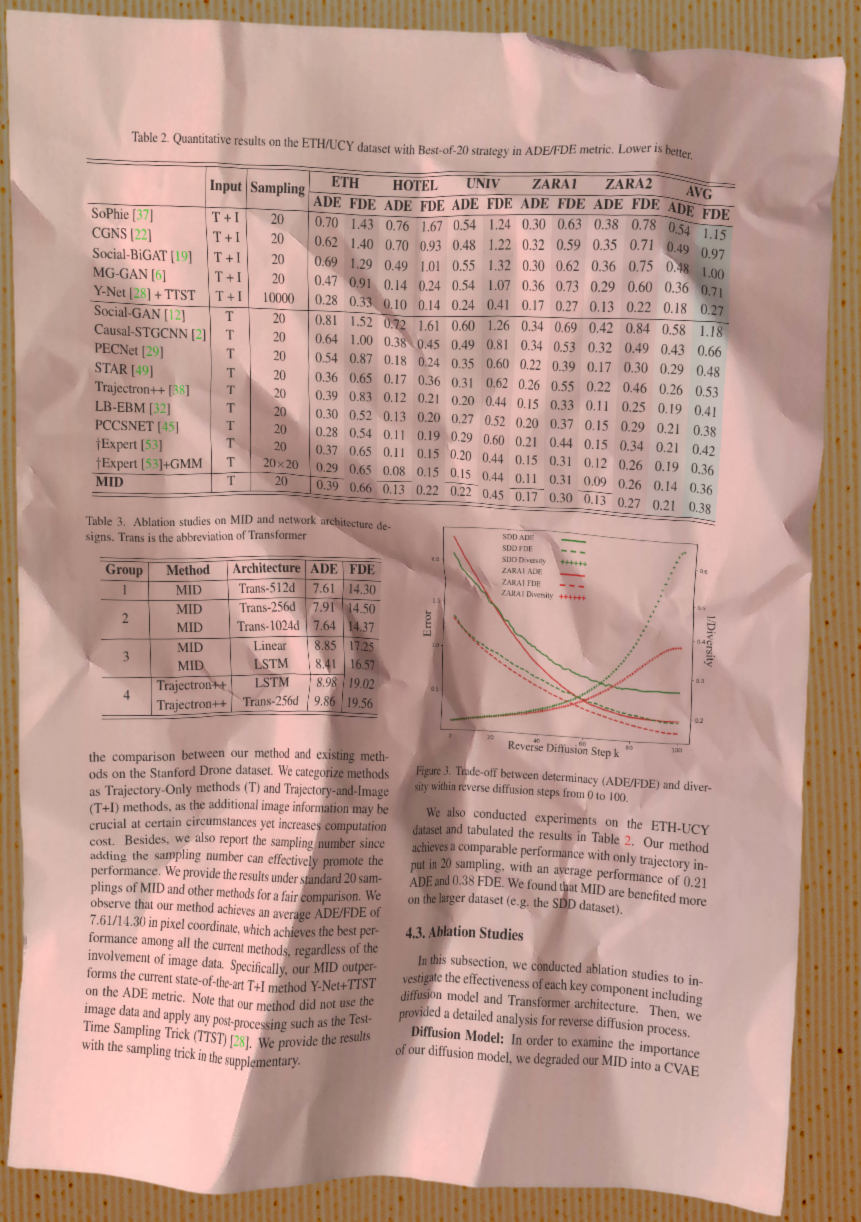 Table 2. Quantitative results on the ETH/UCY dataset with Best-of-20 strategy in ADE/FDE metric. Lower is better.
Input Sampling ETH HOTEL UNIV ZARA1 ZARA2 AVG
ADE FDE ADE FDE ADE FDE ADE FDE ADE FDE ADE FDE
SoPhie [37] T + I 20 0.70 1.43 0.76 1.67 0.54 1.24 0.30 0.63 0.38 0.78 0.54 1.15
CGNS [22] T + I 20 0.62 1.40 0.70 0.93 0.48 1.22 0.32 0.59 0.35 0.71 0.49 0.97
Social-BiGAT [19] T + I 20 0.69 1.29 0.49 1.01 0.55 1.32 0.30 0.62 0.36 0.75 0.48 1.00
MG-GAN [6] T + I 20 0.47 0.91 0.14 0.24 0.54 1.07 0.36 0.73 0.29 0.60 0.36 0.71
Y-Net [28] + TTST T + I 10000 0.28 0.33 0.10 0.14 0.24 0.41 0.17 0.27 0.13 0.22 0.18 0.27
Social-GAN [12] T 20 0.81 1.52 0.72 1.61 0.60 1.26 0.34 0.69 0.42 0.84 0.58 1.18
Causal-STGCNN [2] T 20 0.64 1.00 0.38 0.45 0.49 0.81 0.34 0.53 0.32 0.49 0.43 0.66
PECNet [29] T 20 0.54 0.87 0.18 0.24 0.35 0.60 0.22 0.39 0.17 0.30 0.29 0.48
STAR [49] T 20 0.36 0.65 0.17 0.36 0.31 0.62 0.26 0.55 0.22 0.46 0.26 0.53
Trajectron++ [38] T 20 0.39 0.83 0.12 0.21 0.20 0.44 0.15 0.33 0.11 0.25 0.19 0.41
LB-EBM [32] T 20 0.30 0.52 0.13 0.20 0.27 0.52 0.20 0.37 0.15 0.29 0.21 0.38
PCCSNET [45] T 20 0.28 0.54 0.11 0.19 0.29 0.60 0.21 0.44 0.15 0.34 0.21 0.42
†Expert [53] T 20 0.37 0.65 0.11 0.15 0.20 0.44 0.15 0.31 0.12 0.26 0.19 0.36
†Expert [53]+GMM T 20×20 0.29 0.65 0.08 0.15 0.15 0.44 0.11 0.31 0.09 0.26 0.14 0.36
MID T 20 0.39 0.66 0.13 0.22 0.22 0.45 0.17 0.30 0.13 0.27 0.21 0.38
Table 3. Ablation studies on MID and network architecture de-
signs. Trans is the abbreviation of Transformer
Group Method Architecture ADE FDE
1 MID Trans-512d 7.61 14.30
2 MID Trans-256d 7.91 14.50
MID Trans-1024d 7.64 14.37
3 MID Linear 8.85 17.25
MID LSTM 8.41 16.57
4 Trajectron++ LSTM 8.98 19.02
Trajectron++ Trans-256d 9.86 19.56
the comparison between our method and existing meth-
ods on the Stanford Drone dataset. We categorize methods
as Trajectory-Only methods (T) and Trajectory-and-Image
(T+I) methods, as the additional image information may be
crucial at certain circumstances yet increases computation
cost. Besides, we also report the sampling number since
adding the sampling number can effectively promote the
performance. We provide the results under standard 20 sam-
plings of MID and other methods for a fair comparison. We
observe that our method achieves an average ADE/FDE of
7.61/14.30 in pixel coordinate, which achieves the best per-
formance among all the current methods, regardless of the
involvement of image data. Specifically, our MID outper-
forms the current state-of-the-art T+I method Y-Net+TTST
on the ADE metric. Note that our method did not use the
image data and apply any post-processing such as the Test-
Time Sampling Trick (TTST) [28]. We provide the results
with the sampling trick in the supplementary.
SDD ADE
SDD FDE
SDD Diversity
ZARA1 ADE
ZARA1 FDE
ZARA1 Diversity
Error
1/Diversity
0.6
0.5
0.4
0.3
0.2
1.5
1.0
0.5
0 20 40 60 80 100
Reverse Diffusion Step k
Figure 3. Trade-off between determinacy (ADE/FDE) and diver-
sity within reverse diffusion steps from 0 to 100.
We also conducted experiments on the ETH-UCY
dataset and tabulated the results in Table 2. Our method
achieves a comparable performance with only trajectory in-
put in 20 sampling, with an average performance of 0.21
ADE and 0.38 FDE. We found that MID are benefited more
on the larger dataset (e.g. the SDD dataset).
4.3. Ablation Studies
In this subsection, we conducted ablation studies to in-
vestigate the effectiveness of each key component including
diffusion model and Transformer architecture. Then, we
provided a detailed analysis for reverse diffusion process.
Diffusion Model: In order to examine the importance
of our diffusion model, we degraded our MID into a CVAE